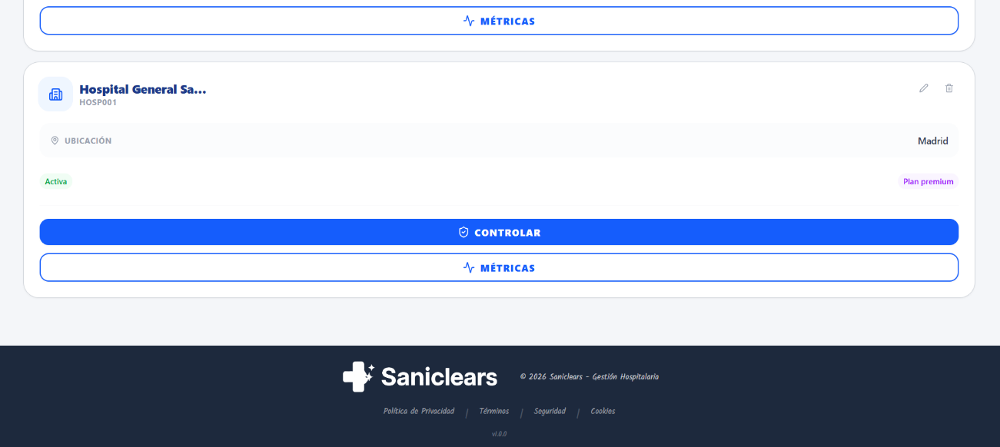 MÉTRICAS
Hospital General Sa...
HOSP001
UBICACIÓN
Madrid
Activa
Plan premium
CONTROLAR
MÉTRICAS
Saniclears
© 2026 Saniclears - Gestión Hospitalaria
Política de Privacidad | Términos | Seguridad | Cookies
v1.0.0